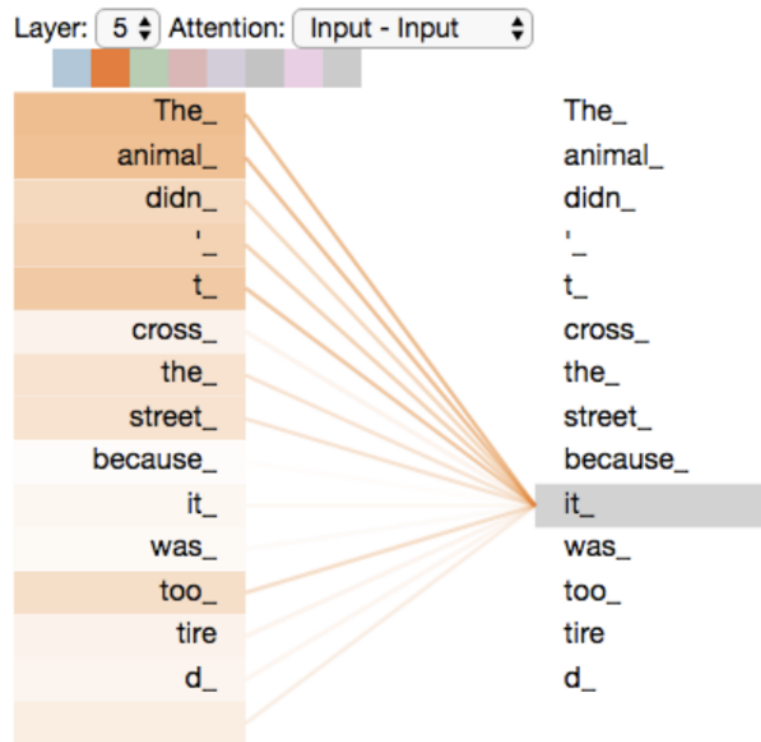 Layer: 5 Attention: Input - Input
The_ The_
animal_ animal_
didn_ didn_
'_ '_
t_ t_
cross_ cross_
the_ the_
street_ street_
because_ because_
it_ it_
was_ was_
too_ too_
tire tire
d_ d_